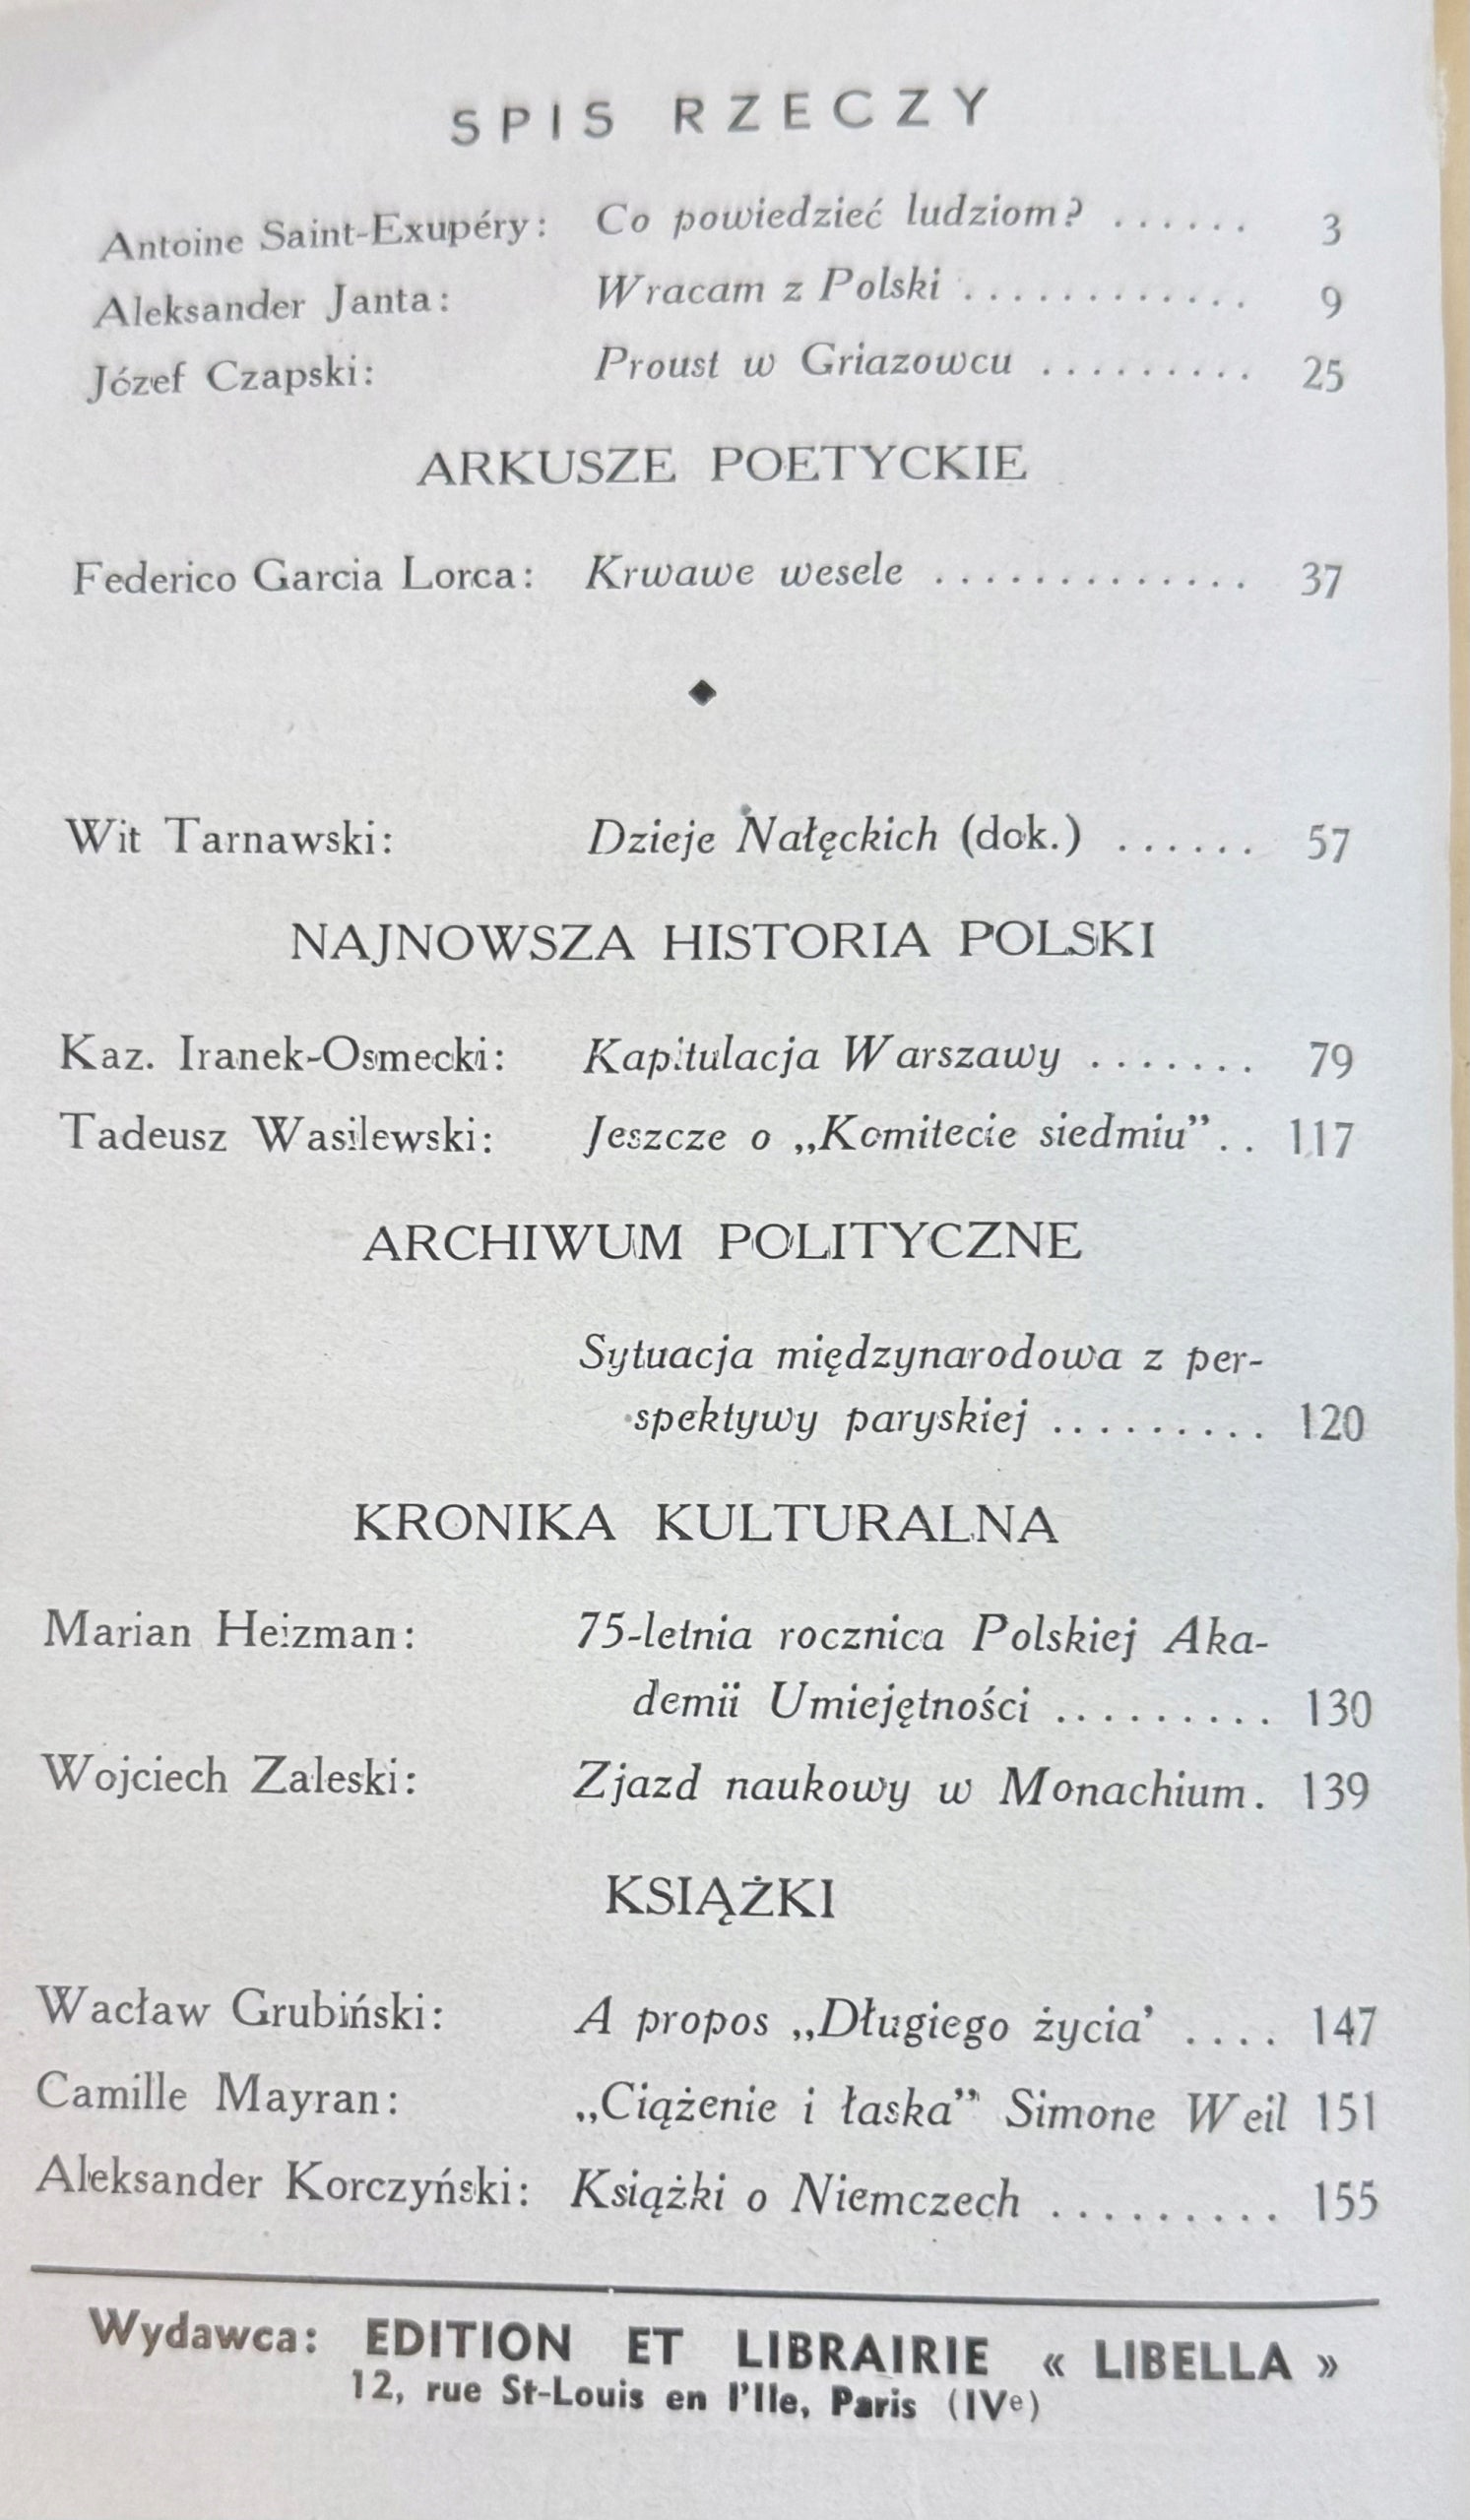 SPIS RZECZY
Antoine Saint-Exupéry: Co powiedzieć ludziom? ...... 3
Aleksander Janta: Wracam z Polski ............ 9
Józef Czapski: Proust w Griazowcu ......... 25
ARKUSZE POETYCKIE
Federico Garcia Lorca: Krwawe wesele ............. 37
◆
Wit Tarnawski: Dzieje Nałęckich (dok.) ...... 57
NAJNOWSZA HISTORIA POLSKI
Kaz. Iranek-Osmecki: Kapitulacja Warszawy ....... 79
Tadeusz Wasilewski: Jeszcze o „Komitecie siedmiu”.. 117
ARCHIWUM POLITYCZNE
Sytuacja międzynarodowa z per-
spektywy paryskiej ......... 120
KRONIKA KULTURALNA
Marian Heizman: 75-letnia rocznica Polskiej Aka-
demii Umiejętności ......... 130
Wojciech Zaleski: Zjazd naukowy w Monachium. 139
KSIĄŻKI
Wacław Grubiński: A propos „Długiego życia’ .... 147
Camille Mayran: „Ciążenie i łaska” Simone Weil 151
Aleksander Korczyński: Książki o Niemczech ......... 155
Wydawca: EDITION ET LIBRAIRIE « LIBELLA »
12, rue St-Louis en l'Ile, Paris (IVe)